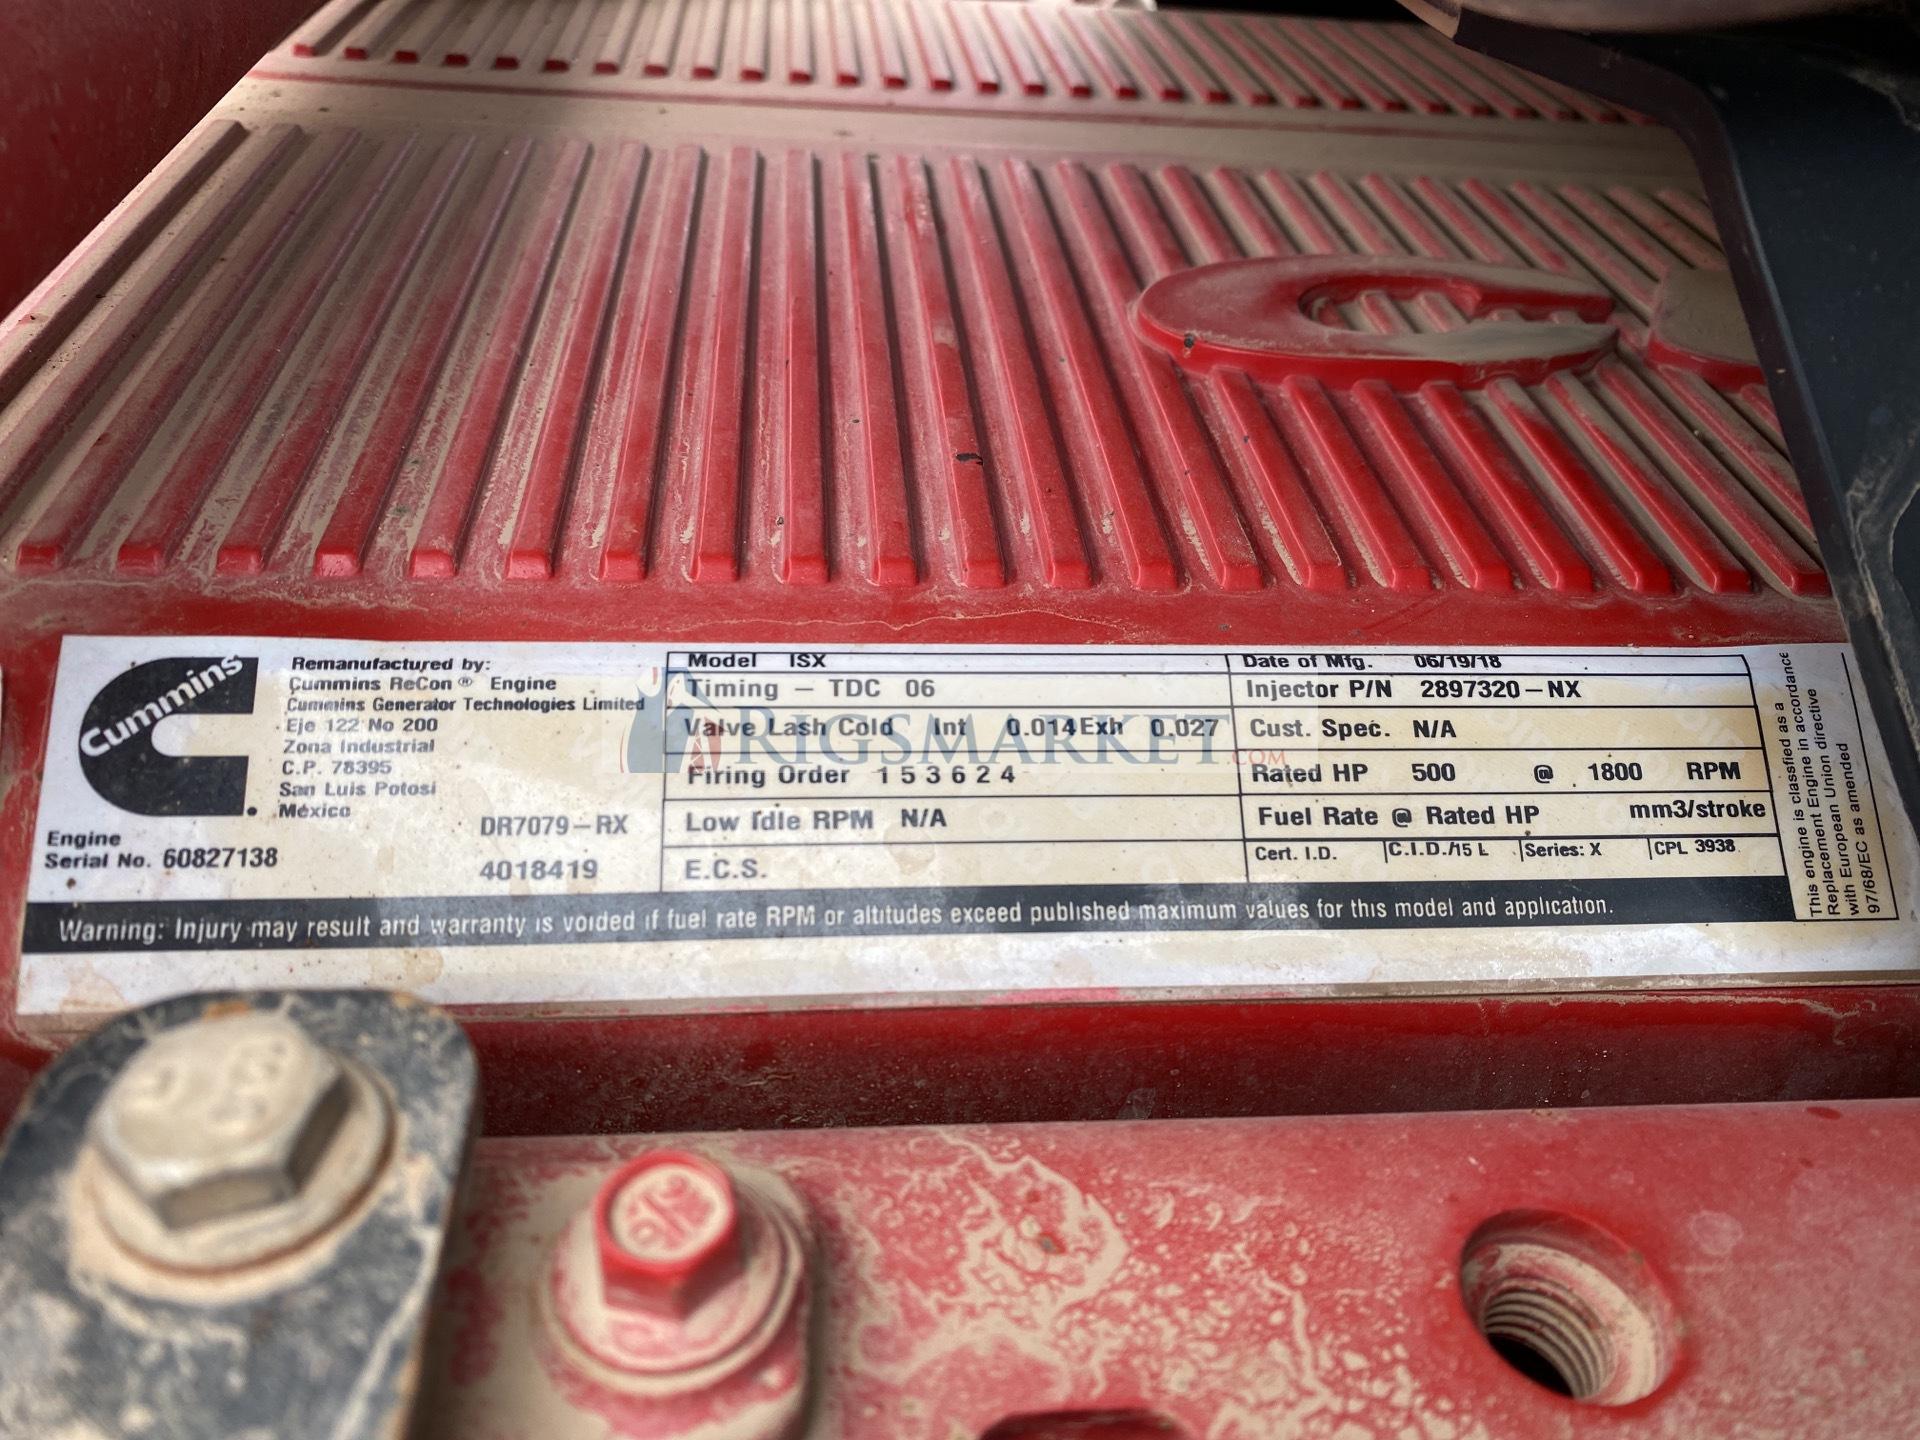 Cummins
Remanufactured by:
Cummins ReCon® Engine
Cummins Generator Technologies Limited
Eje 122 No 200
Zona Industrial
C.P. 78395
San Luis Potosi
México
Engine
Serial No. 60827138
DR7079-RX
4018419
Model ISX
Timing - TDC 06
Valve Lash Cold Int 0.014 Exh 0.027
Firing Order 1 5 3 6 2 4
Low Idle RPM N/A
E.C.S.
Date of Mfg. 06/19/18
Injector P/N 2897320-NX
Cust. Spec. N/A
Rated HP 500 @ 1800 RPM
Fuel Rate @ Rated HP mm3/stroke
Cert. I.D. C.I.D./15 L Series: X CPL 3938
This engine is classfied as a
Replacement Engine in accordance
with European Union directive
97/68/EC as amended
Warning: Injury may result and warranty is voided if fuel rate RPM or altitudes exceed published maximum values for this model and application.
RIGSMARKET.COM